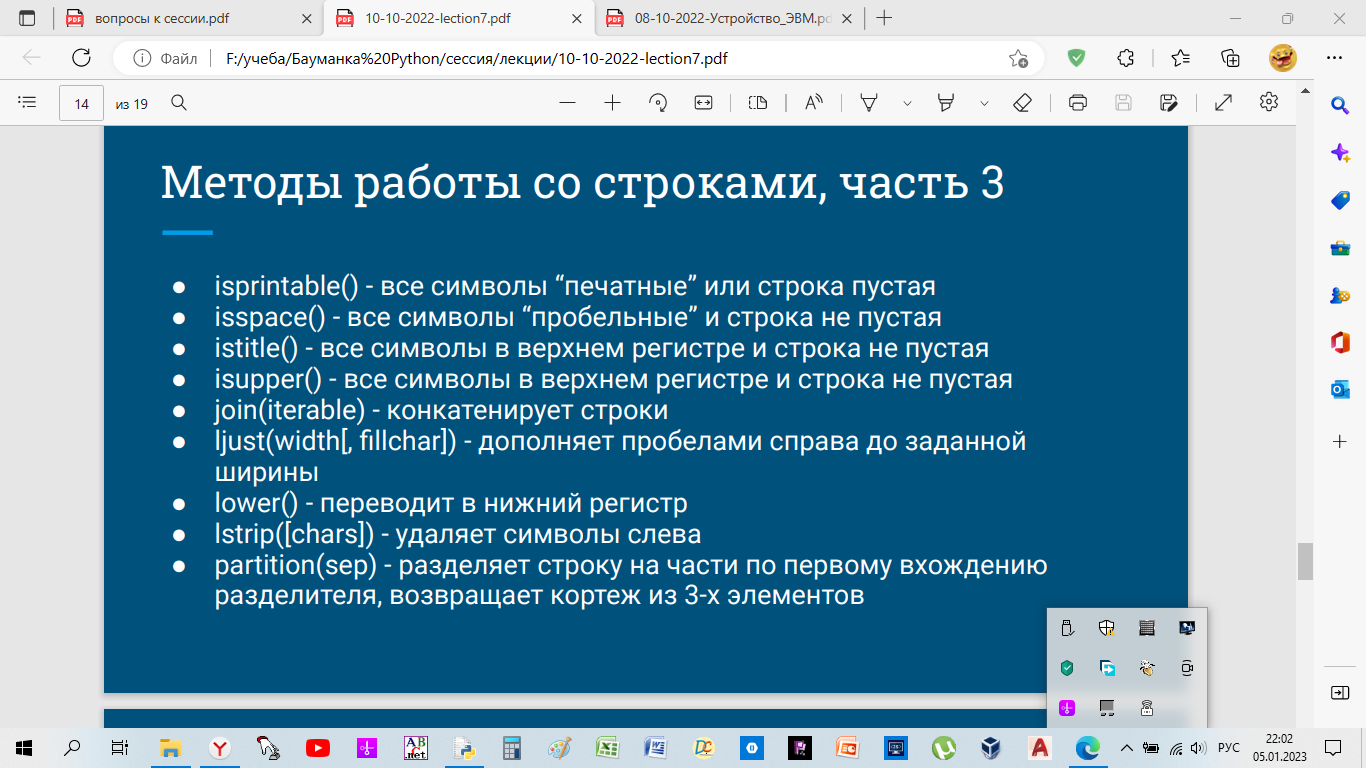 вопросы к сессии.pdf
10-10-2022-lection7.pdf
08-10-2022-Устройство_ЭВМ.pd
Файл
F:/учеба/Бауманка%20Python/сессия/лекции/10-10-2022-lection7.pdf
14 из 19
Методы работы со строками, часть 3
● isprintable() - все символы “печатные” или строка пустая
● isspace() - все символы “пробельные” и строка не пустая
● istitle() - все символы в верхнем регистре и строка не пустая
● isupper() - все символы в верхнем регистре и строка не пустая
● join(iterable) - конкатенирует строки
● ljust(width[, fillchar]) - дополняет пробелами справа до заданной
ширины
● lower() - переводит в нижний регистр
● lstrip([chars]) - удаляет символы слева
● partition(sep) - разделяет строку на части по первому вхождению
разделителя, возвращает кортеж из 3-х элементов
РУС
22:02
05.01.2023